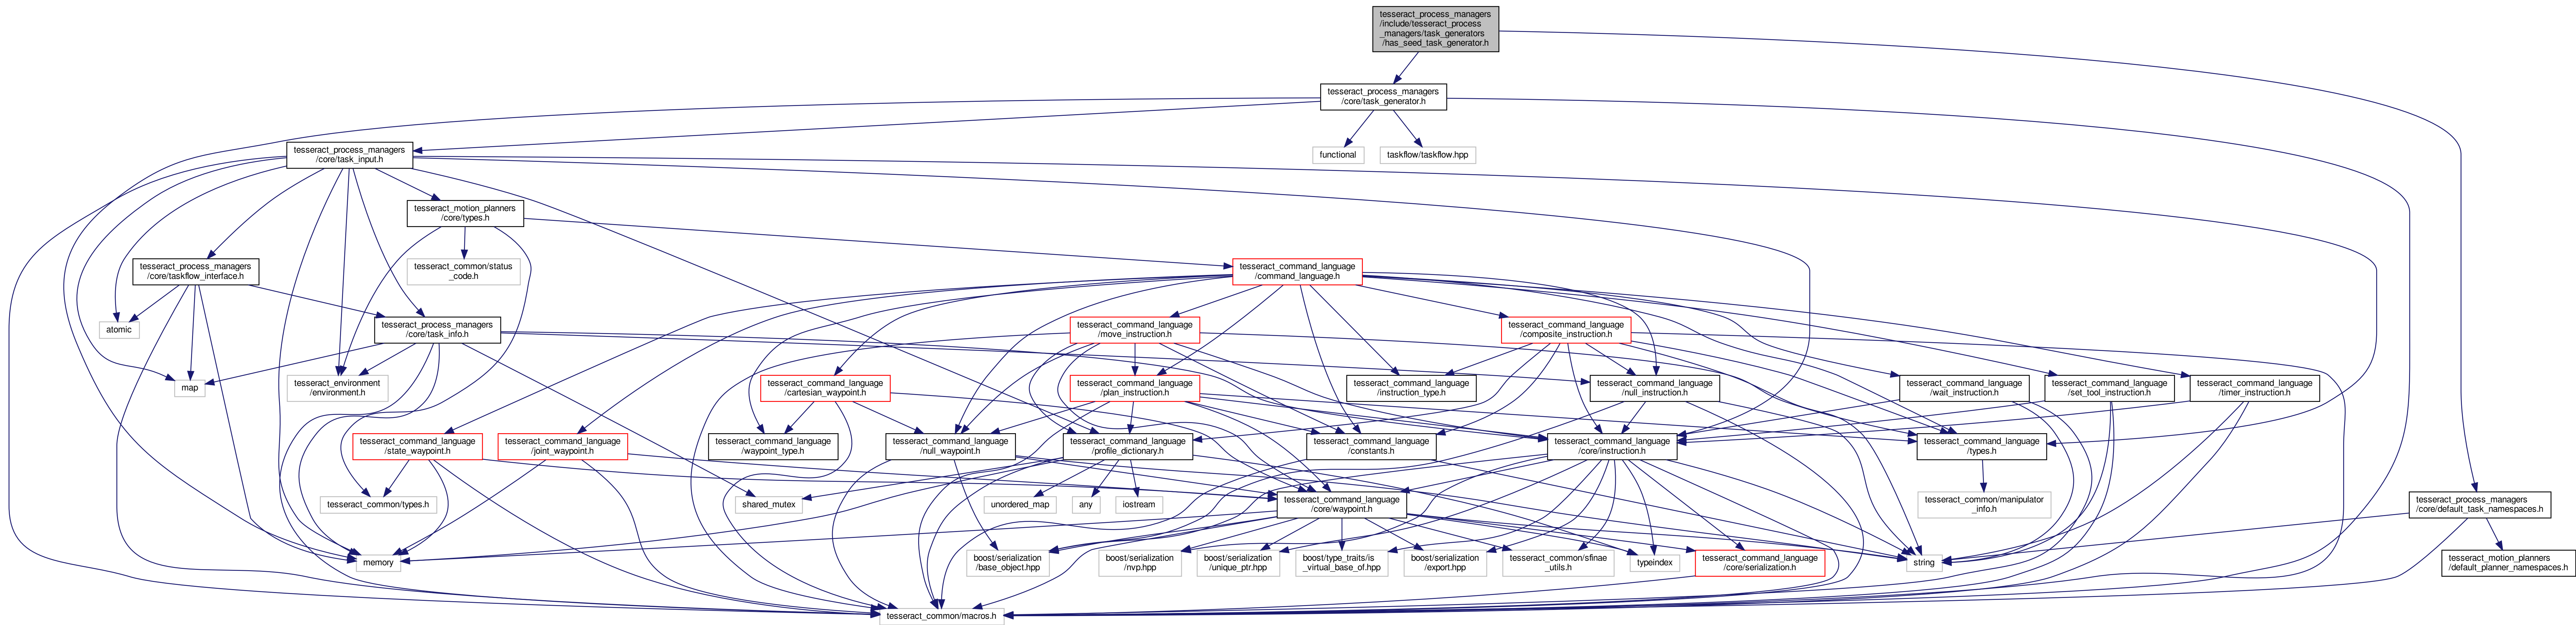 tesseract_process_managers
/include/tesseract_process
_managers/task_generators
/has_seed_task_generator.h
tesseract_process_managers
/core/task_generator.h
tesseract_process_managers
/core/task_input.h
functional
taskflow/taskflow.hpp
tesseract_motion_planners
/core/types.h
tesseract_process_managers
/core/taskflow_interface.h
tesseract_common/status
_code.h
tesseract_command_language
/command_language.h
atomic
tesseract_process_managers
/core/task_info.h
tesseract_command_language
/move_instruction.h
tesseract_command_language
/composite_instruction.h
map
tesseract_environment
/environment.h
tesseract_command_language
/cartesian_waypoint.h
tesseract_command_language
/plan_instruction.h
tesseract_command_language
/instruction_type.h
tesseract_command_language
/null_instruction.h
tesseract_command_language
/wait_instruction.h
tesseract_command_language
/set_tool_instruction.h
tesseract_command_language
/timer_instruction.h
tesseract_command_language
/state_waypoint.h
tesseract_command_language
/joint_waypoint.h
tesseract_command_language
/waypoint_type.h
tesseract_command_language
/null_waypoint.h
tesseract_command_language
/profile_dictionary.h
tesseract_command_language
/constants.h
tesseract_command_language
/core/instruction.h
tesseract_command_language
/types.h
tesseract_common/types.h
shared_mutex
unordered_map
any
iostream
tesseract_command_language
/core/waypoint.h
tesseract_common/manipulator
_info.h
tesseract_process_managers
/core/default_task_namespaces.h
memory
boost/serialization
/base_object.hpp
boost/serialization
/nvp.hpp
boost/serialization
/unique_ptr.hpp
boost/type_traits/is
_virtual_base_of.hpp
boost/serialization
/export.hpp
tesseract_common/sfinae
_utils.h
typeindex
tesseract_command_language
/core/serialization.h
string
tesseract_motion_planners
/default_planner_namespaces.h
tesseract_common/macros.h